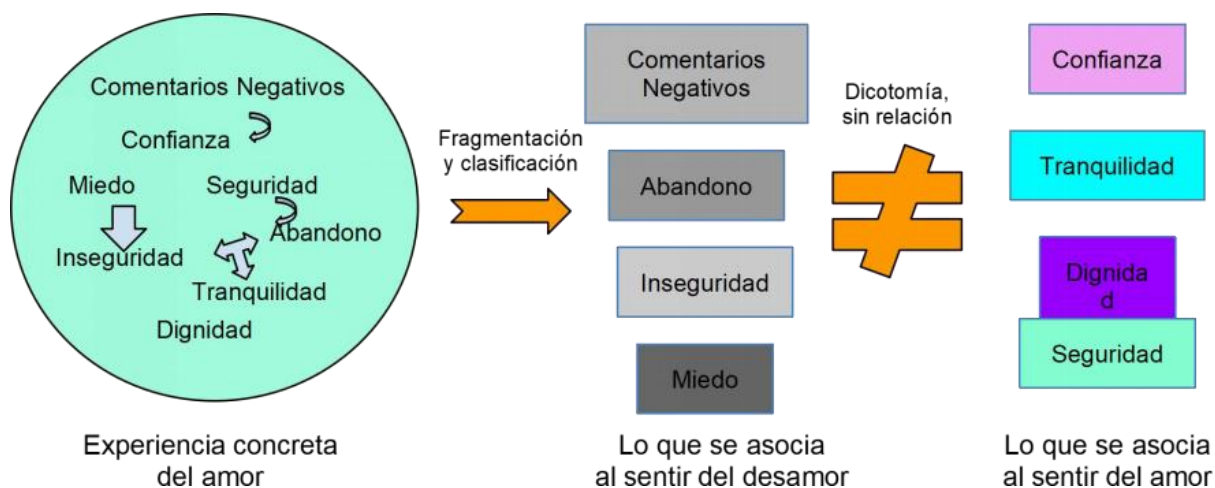 Comentarios Negativos
Confianza
Miedo
Seguridad
Abandono
Inseguridad
Tranquilidad
Dignidad
Experiencia concreta
del amor
Fragmentación
y clasificación
Comentarios
Negativos
Abandono
Inseguridad
Miedo
Lo que se asocia
al sentir del desamor
Dicotomía,
sin relación
Confianza
Tranquilidad
Dignida
d
Seguridad
Lo que se asocia
al sentir del amor